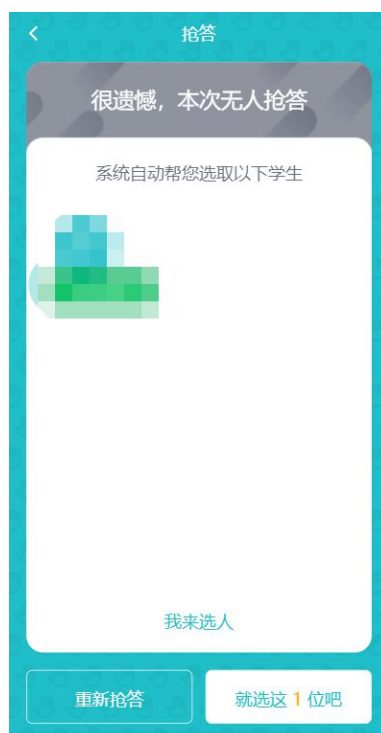 抢答
很遗憾，本次无人抢答
系统自动帮您选取以下学生
我来选人
重新抢答
就选这 1 位吧